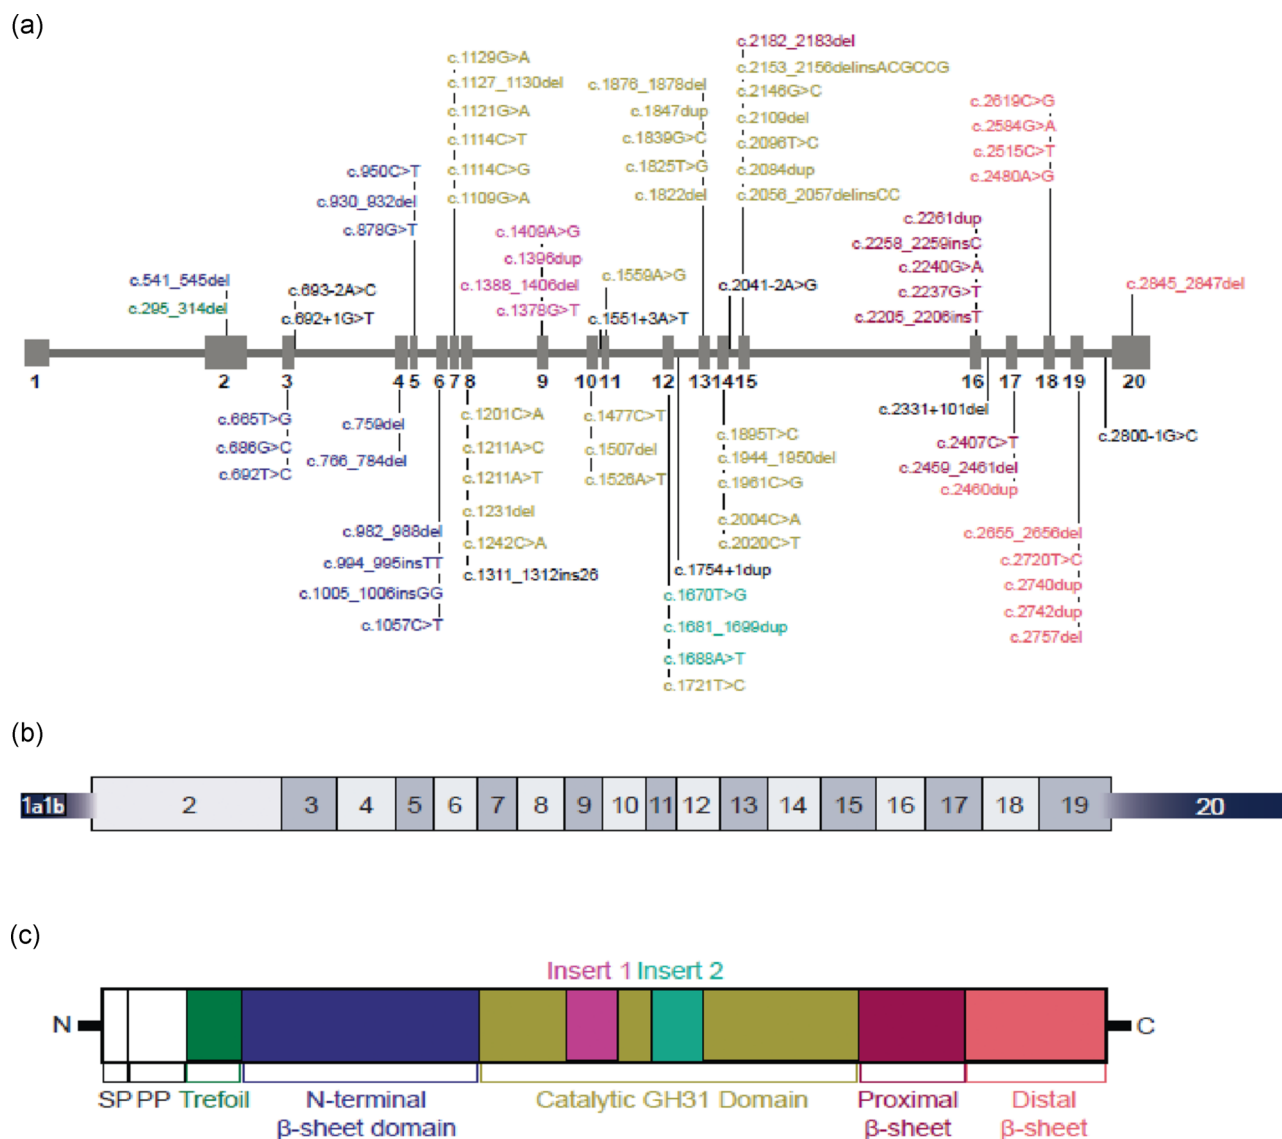 (a)
c.1129G>A
c.1127_1130del
c.1121G>A
c.1114C>T
c.1114C>G
c.1109G>A
c.950C>T
c.930_932del
c.878G>T
c.541_545del
c.295_314del
c.693-2A>C
c.692+1G>T
c.1409A>G
c.1396dup
c.1388_1406del
c.1378G>T
c.1559A>G
c.1551+3A>T
c.1876_1878del
c.1847dup
c.1839G>C
c.1825T>G
c.1822del
c.2182_2183del
c.2153_2156delinsACGCCG
c.2146G>C
c.2109del
c.2096T>C
c.2084dup
c.2056_2057delinsCC
c.2041-2A>G
c.2261dup
c.2258_2259insC
c.2240G>A
c.2237G>T
c.2205_2206insT
c.2619C>G
c.2584G>A
c.2515C>T
c.2480A>G
c.2845_2847del
1 2 3 4 5 6 7 8 9 10 11 12 13 14 15 16 17 18 19 20
c.665T>G
c.686G>C
c.692T>C
c.759del
c.766_784del
c.982_988del
c.994_995insTT
c.1005_1006insGG
c.1057C>T
c.1201C>A
c.1211A>C
c.1211A>T
c.1231del
c.1242C>A
c.1311_1312ins26
c.1477C>T
c.1507del
c.1526A>T
c.1754+1dup
c.1670T>G
c.1681_1699dup
c.1688A>T
c.1721T>C
c.1895T>C
c.1944_1950del
c.1961C>G
c.2004C>A
c.2020C>T
c.2331+101del
c.2407C>T
c.2459_2461del
c.2460dup
c.2800-1G>C
c.2655_2656del
c.2720T>C
c.2740dup
c.2742dup
c.2757del
(b)
1a 1b 2 3 4 5 6 7 8 9 10 11 12 13 14 15 16 17 18 19 20
(c)
Insert 1 Insert 2
N C
SP PP Trefoil N-terminal Catalytic GH31 Domain Proximal Distal
β-sheet domain β-sheet β-sheet